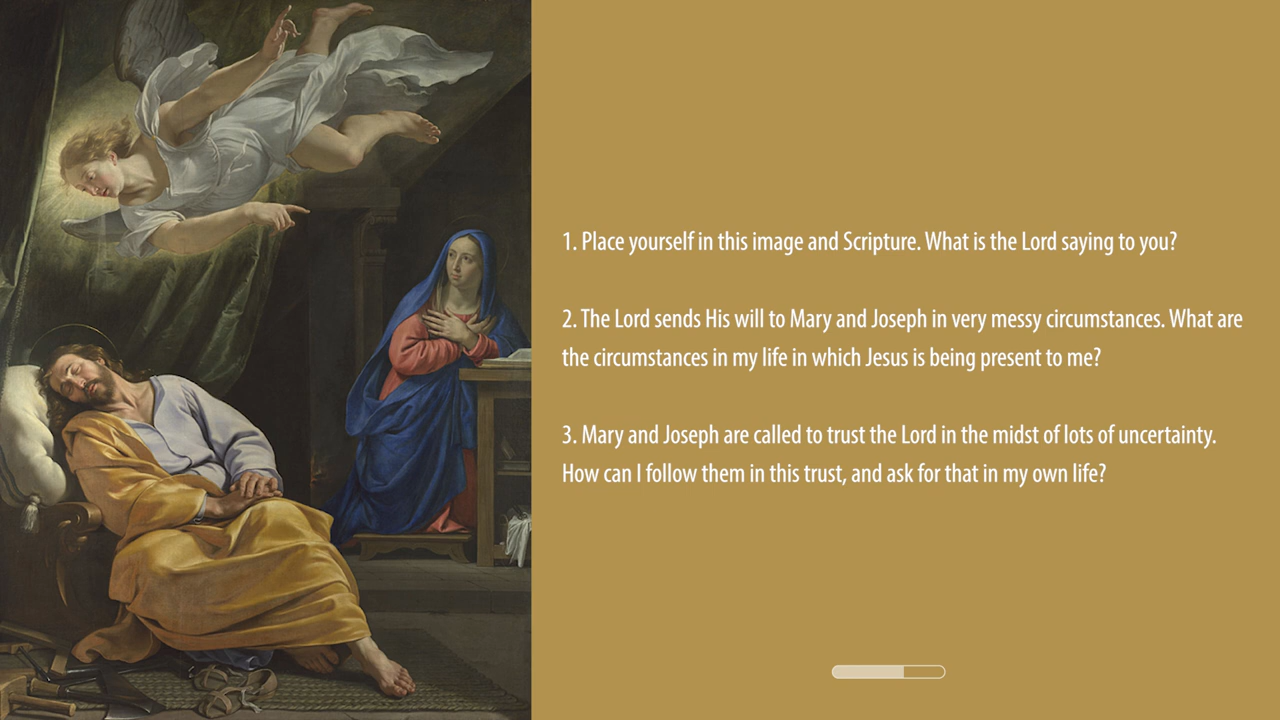 1. Place yourself in this image and Scripture. What is the Lord saying to you?
2. The Lord sends His will to Mary and Joseph in very messy circumstances. What are
the circumstances in my life in which Jesus is being present to me?
3. Mary and Joseph are called to trust the Lord in the midst of lots of uncertainty.
How can I follow them in this trust, and ask for that in my own life?